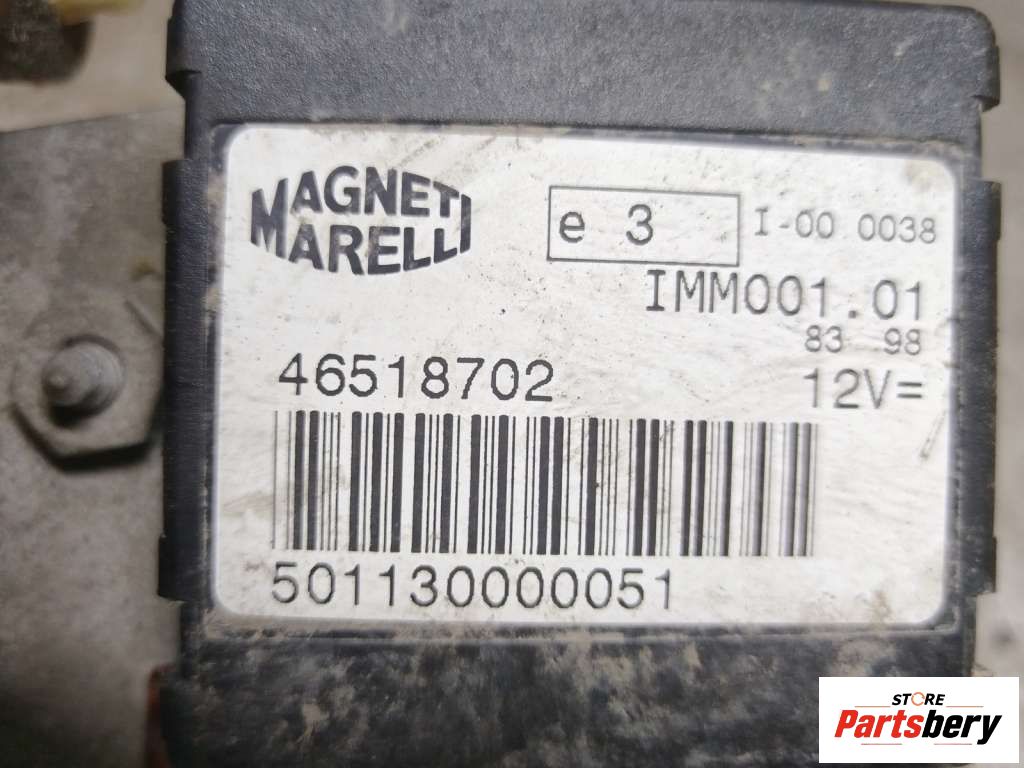 MAGNETI
MARELLI
e 3
I-00 0038
IMM001.01
83 98
46518702
12V=
501130000051
STORE
Partsbery